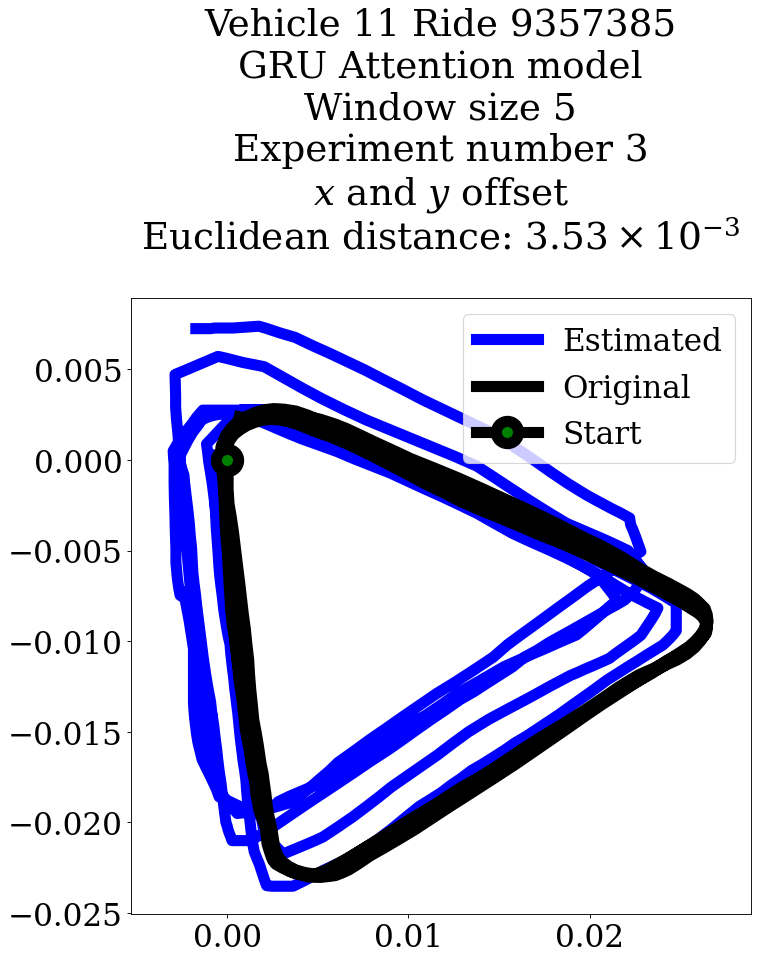 Vehicle 11 Ride 9357385
GRU Attention model
Window size 5
Experiment number 3
x and y offset
Euclidean distance: 3.53 × 10⁻³
Estimated
Original
Start
0.005
0.000
−0.005
−0.010
−0.015
−0.020
−0.025
0.00 0.01 0.02